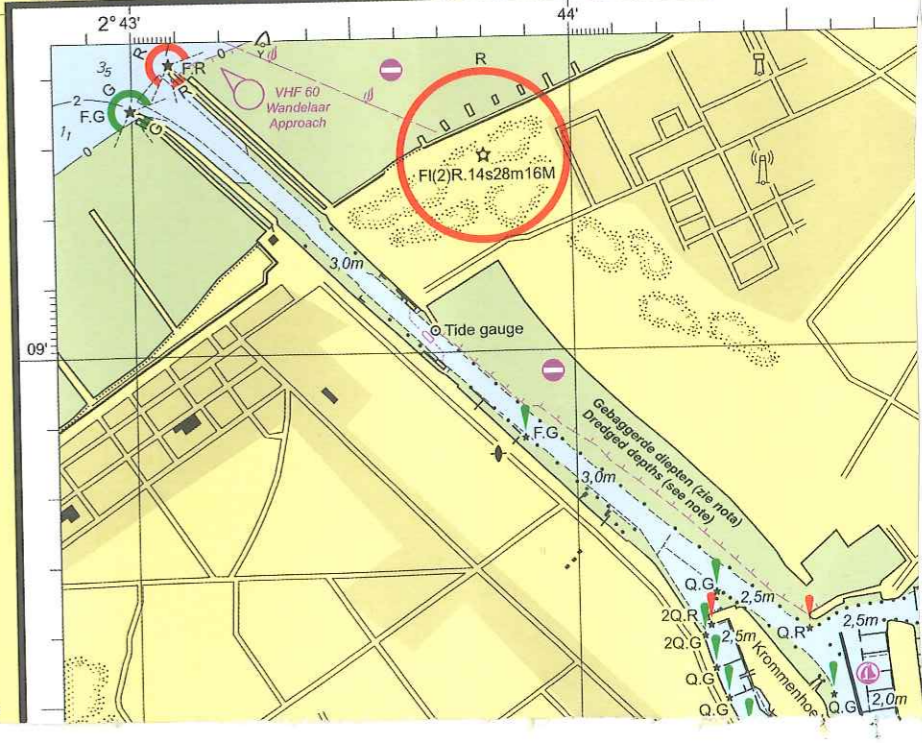 2° 43'
44'
R
3₅
F.R
R
G
2
F.G
R
G
1₁
0
0
Y
VHF 60
Wandelaar
Approach
R
Fl(2)R.14s28m16M
3,0m
Tide gauge
09'
F.G
Gebaggerde diepten (zie nota)
Dredged depths (see note)
3,0m
Q.G
2,5m
2Q.R
2Q.G
2,5m
Q.R
2,5m
Q.G
Krommenhoe
Q.G
Q.G
2,0m